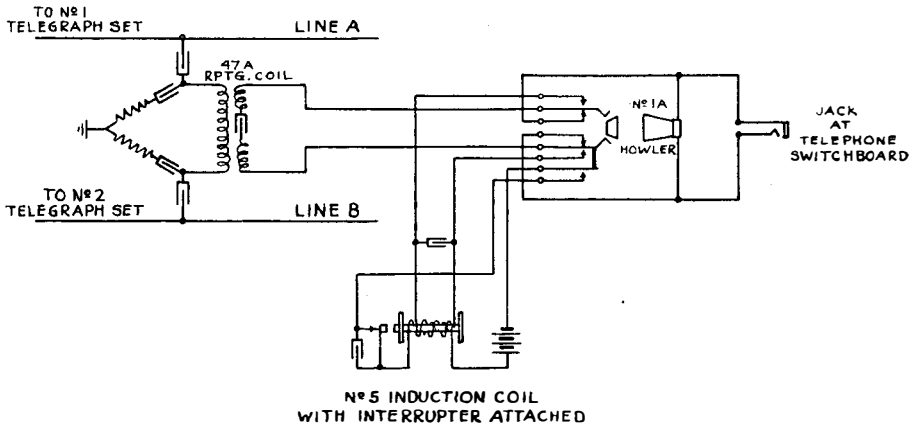 TO Nº1
TELEGRAPH SET
LINE A
47A
RPTG. COIL
Nº1A
HOWLER
JACK
AT
TELEPHONE
SWITCHBOARD
TO Nº2
TELEGRAPH SET
LINE B
Nº5 INDUCTION COIL
WITH INTERRUPTER ATTACHED